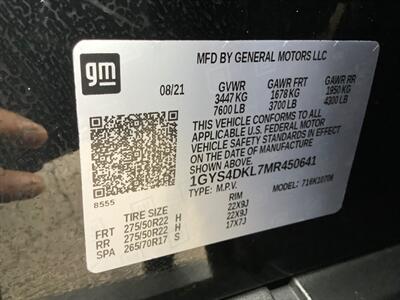 gm
MFD BY GENERAL MOTORS LLC
08/21 GVWR GAWR FRT GAWR RR
3447 KG 1678 KG 1950 KG
7600 LB 3700 LB 4300 LB
THIS VEHICLE CONFORMS TO ALL
APPLICABLE U.S. FEDERAL MOTOR
VEHICLE SAFETY STANDARDS IN
EFFECT ON THE DATE OF MANUFACTURE
SHOWN ABOVE.
1GYS4DKL7MR450641
TYPE: M.P.V. MODEL: 716K10706
8555
TIRE SIZE RIM
FRT 275/50R22 H 22X9J
RR 275/50R22 H 22X9J
SPA 265/70R17 S 17X7J